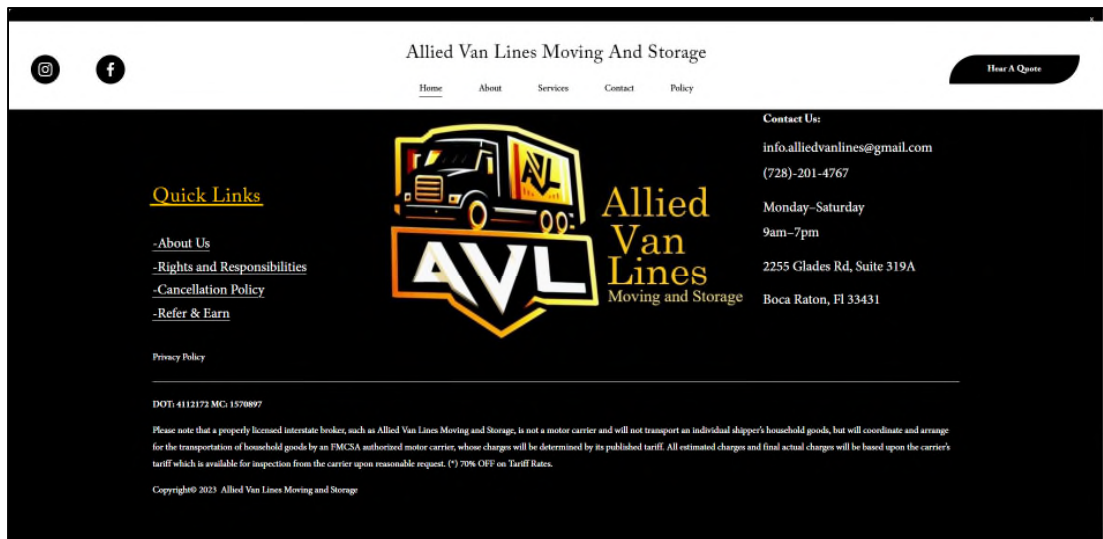 x
Allied Van Lines Moving And Storage
Hear A Quote
Home About Services Contact Policy
Quick Links
-About Us
-Rights and Responsibilities
-Cancellation Policy
-Refer & Earn
Privacy Policy
AVL
AVL
Allied
Van
Lines
Moving and Storage
Contact Us:
info.alliedvanlines@gmail.com
(728)-201-4767
Monday–Saturday
9am–7pm
2255 Glades Rd, Suite 319A
Boca Raton, Fl 33431
DOT: 4112172 MC: 1570897
Please note that a properly licensed interstate broker, such as Allied Van Lines Moving and Storage, is not a motor carrier and will not transport an individual shipper's household goods, but will coordinate and arrange
for the transportation of household goods by an FMCSA authorized motor carrier, whose charges will be determined by its published tariff. All estimated charges and final actual charges will be based upon the carrier's
tariff which is available for inspection from the carrier upon reasonable request. (*) 70% OFF on Tariff Rates.
Copyright© 2023 Allied Van Lines Moving and Storage